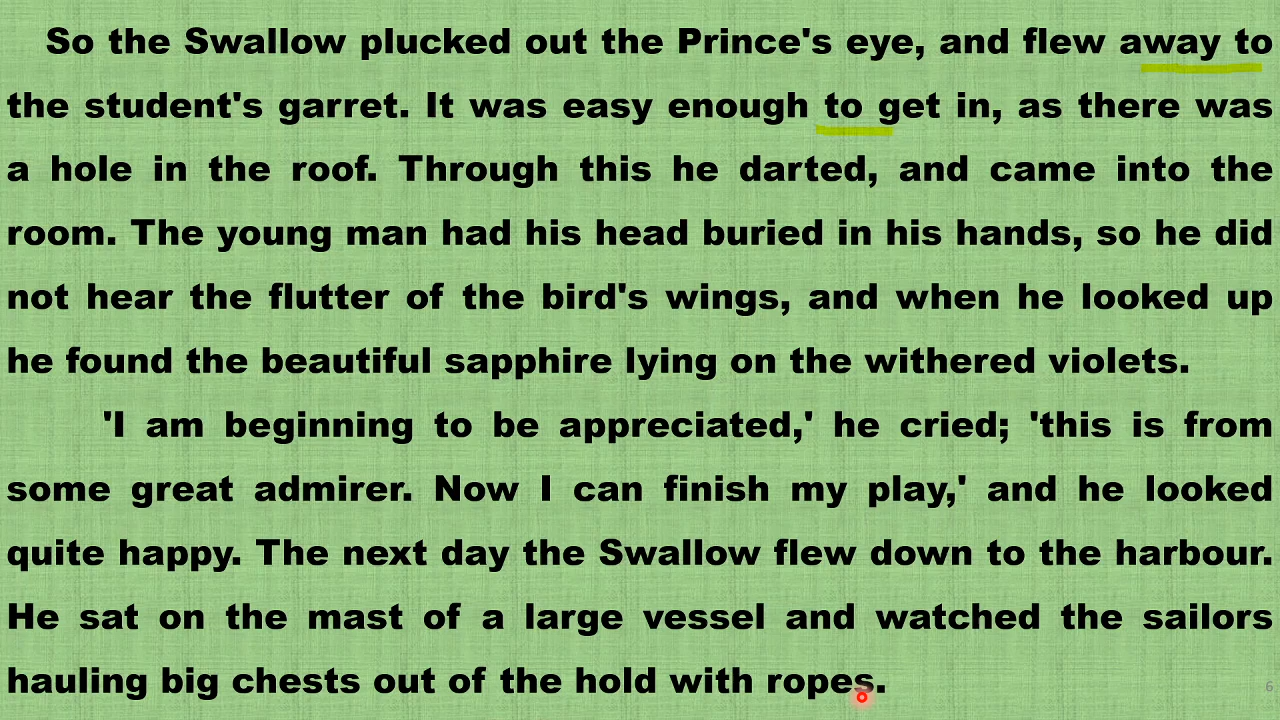 So the Swallow plucked out the Prince's eye, and flew away to
the student's garret. It was easy enough to get in, as there was
a hole in the roof. Through this he darted, and came into the
room. The young man had his head buried in his hands, so he did
not hear the flutter of the bird's wings, and when he looked up
he found the beautiful sapphire lying on the withered violets.
'I am beginning to be appreciated,' he cried; 'this is from
some great admirer. Now I can finish my play,' and he looked
quite happy. The next day the Swallow flew down to the harbour.
He sat on the mast of a large vessel and watched the sailors
hauling big chests out of the hold with ropes.
6